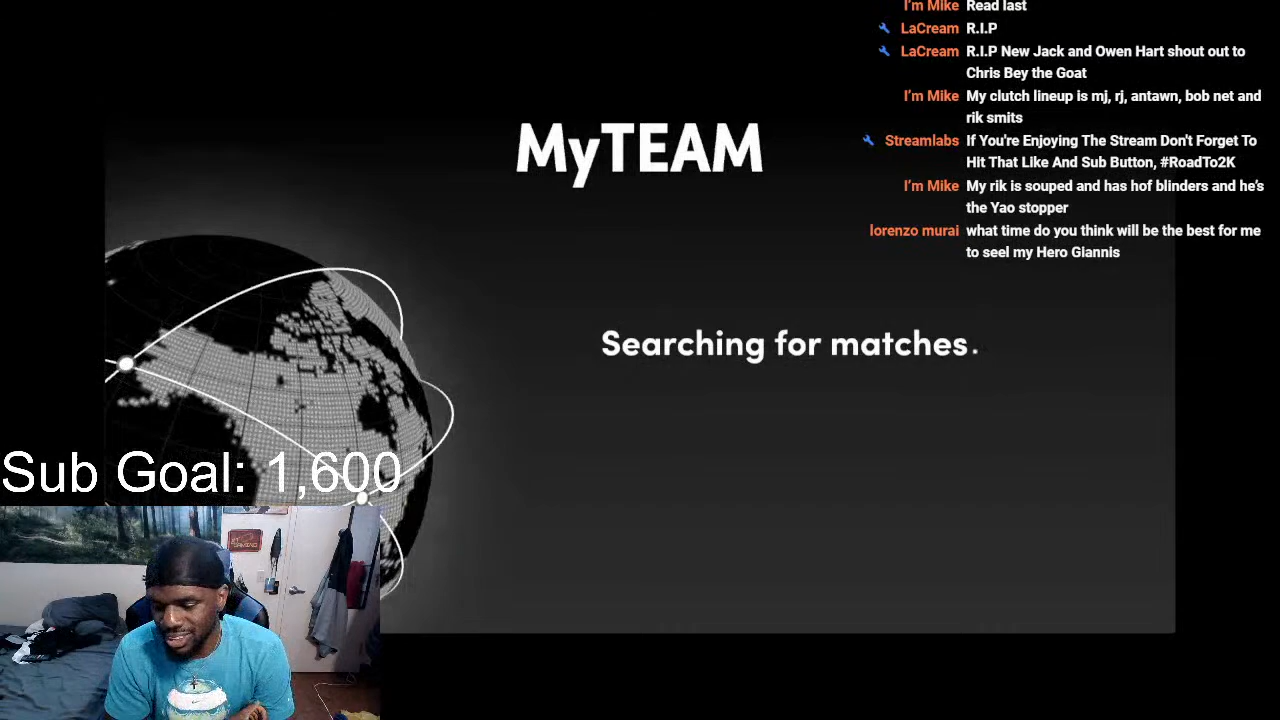 I'm Mike Read last
LaCream R.I.P
LaCream R.I.P New Jack and Owen Hart shout out to
Chris Bey the Goat
I'm Mike My clutch lineup is mj, rj, antawn, bob net and
rik smits
Streamlabs If You're Enjoying The Stream Don't Forget To
Hit That Like And Sub Button, #RoadTo2K
I'm Mike My rik is souped and has hof blinders and he's
the Yao stopper
lorenzo murai what time do you think will be the best for me
to seel my Hero Giannis
MyTEAM
Searching for matches.
Sub Goal: 1,600
GAMING